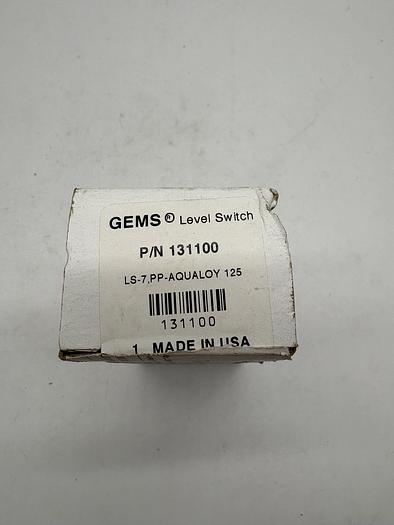 GEMS® Level Switch
P/N 131100
LS-7,PP-AQUALOY 125
131100
1 MADE IN USA